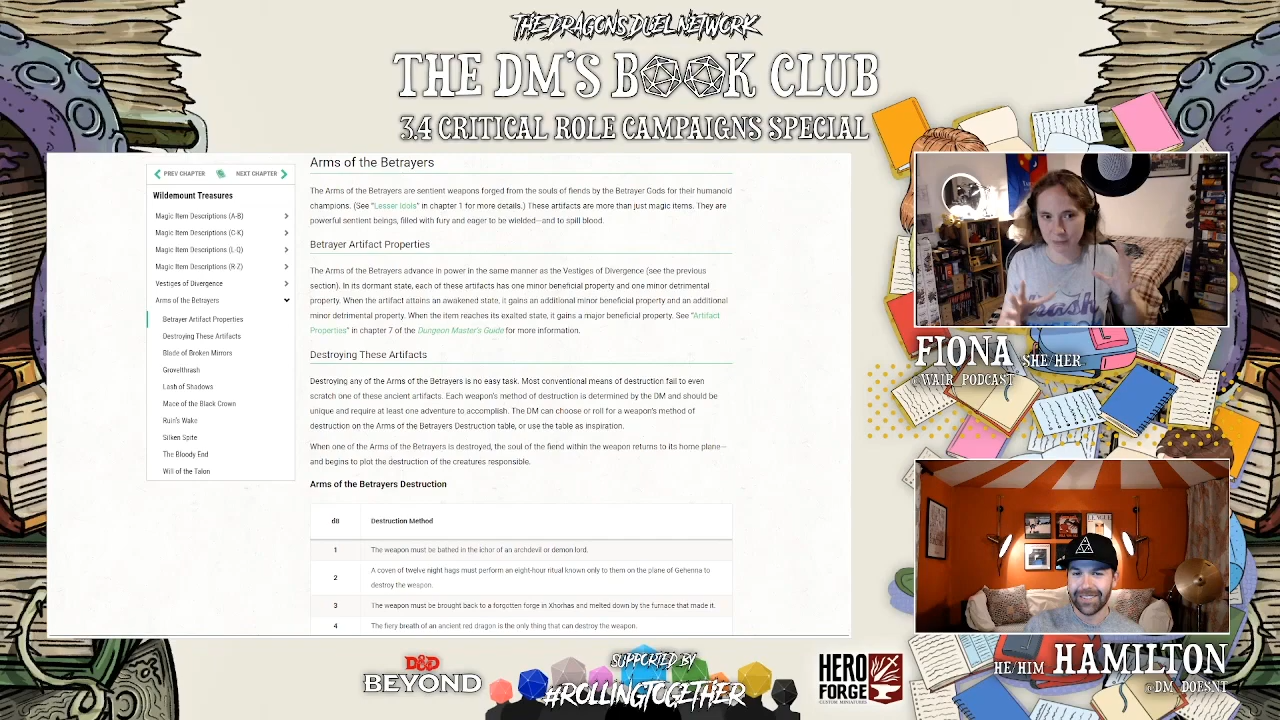 THE DRAGONS DUEL NETWORK
THE DM'S BOOK CLUB
3.4 CRITICAL ROLE CAMPAIGNS SPECIAL
PREV CHAPTER
NEXT CHAPTER
Wildemount Treasures
Magic Item Descriptions (A-B)
Magic Item Descriptions (C-K)
Magic Item Descriptions (L-Q)
Magic Item Descriptions (R-Z)
Vestiges of Divergence
Arms of the Betrayers
Betrayer Artifact Properties
Destroying These Artifacts
Blade of Broken Mirrors
Grovelthrash
Lash of Shadows
Mace of the Black Crown
Ruin's Wake
Silken Spite
The Bloody End
Will of the Talon
Arms of the Betrayers
The Arms of the Betrayers are sentient weapons forged from the souls of fiends by the Betrayer Gods for their humanoid
champions. (See "Lesser Idols" in chapter 1 for more details.) These artifacts are more than just magic items. They are
powerful sentient beings, filled with fury and eager to be wielded—and to spill blood.
Betrayer Artifact Properties
The Arms of the Betrayers advance in power in the same manner as the Vestiges of Divergence (see the previous
section). In its dormant state, each of these artifacts has one minor beneficial property and one minor detrimental
property. When the artifact attains an awakened state, it gains an additional minor beneficial property and an additional
minor detrimental property. When the item reaches its exalted state, it gains a major beneficial property. See "Artifact
Properties" in chapter 7 of the Dungeon Master's Guide for more information.
Destroying These Artifacts
Destroying any of the Arms of the Betrayers is no easy task. Most conventional means of destruction fail to even
scratch one of these ancient artifacts. Each weapon's method of destruction is determined by the DM and should be
unique and require at least one adventure to accomplish. The DM can choose or roll for a weapon's method of
destruction on the Arms of the Betrayers Destruction table, or use the table as inspiration.
When one of the Arms of the Betrayers is destroyed, the soul of the fiend within the weapon returns to its home plane—
and begins to plot the destruction of the creatures responsible.
Arms of the Betrayers Destruction
d8 Destruction Method
1 The weapon must be bathed in the ichor of an archdevil or demon lord.
2 A coven of twelve night hags must perform an eight-hour ritual known only to them on the plane of Gehenna to
destroy the weapon.
3 The weapon must be brought back to a forgotten forge in Xhorhas and melted down by the furnace that made it.
4 The fiery breath of an ancient red dragon is the only thing that can destroy the weapon.
FIONA SHE/HER
@WAIR_PODCAST
HE/HIM HAMILTON
@DM_DOESNT
D&D
BEYOND
SUPPORTED BY
#ROLLINGTOGETHER
HERO
FORGE
CUSTOM MINIATURES